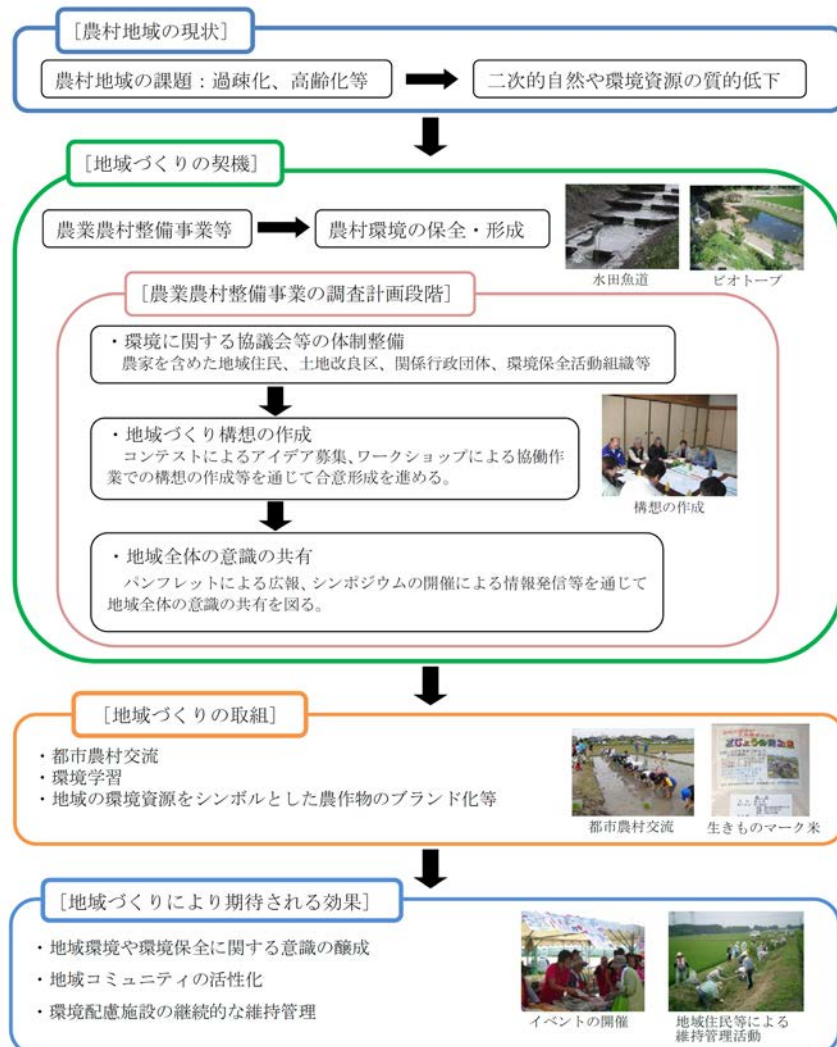 [農村地域の現状]
農村地域の課題：過疎化、高齢化等
二次的自然や環境資源の質的低下
[地域づくりの契機]
農業農村整備事業等
農村環境の保全・形成
水田魚道
ビオトープ
[農業農村整備事業の調査計画段階]
・環境に関する協議会等の体制整備
農家を含めた地域住民、土地改良区、関係行政団体、環境保全活動組織等
・地域づくり構想の作成
コンテストによるアイデア募集、ワークショップによる協働作
業での構想の作成等を通じて合意形成を進める。
構想の作成
・地域全体の意識の共有
パンフレットによる広報、シンポジウムの開催による情報発信等を通じて
地域全体の意識の共有を図る。
[地域づくりの取組]
・都市農村交流
・環境学習
・地域の環境資源をシンボルとした農作物のブランド化等
都市農村交流
生きものマーク米
[地域づくりにより期待される効果]
・地域環境や環境保全に関する意識の醸成
・地域コミュニティの活性化
・環境配慮施設の継続的な維持管理
イベントの開催
地域住民等による
維持管理活動